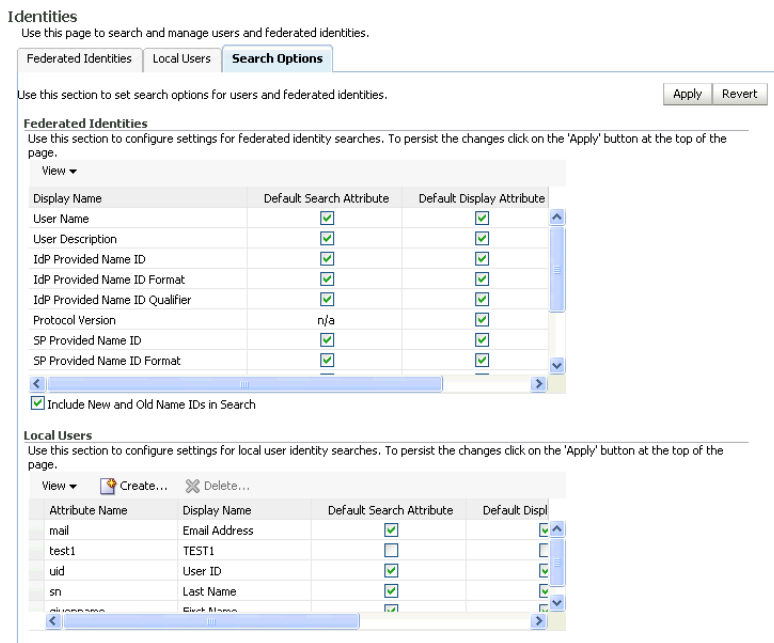 Identities
Use this page to search and manage users and federated identities.
Federated Identities Local Users Search Options
Use this section to set search options for users and federated identities. Apply Revert
Federated Identities
Use this section to configure settings for federated identity searches. To persist the changes click on the 'Apply' button at the top of the
page.
View
Display Name Default Search Attribute Default Display Attribute
User Name
User Description
IdP Provided Name ID
IdP Provided Name ID Format
IdP Provided Name ID Qualifier
Protocol Version n/a
SP Provided Name ID
SP Provided Name ID Format
Include New and Old Name IDs in Search
Local Users
Use this section to configure settings for local user identity searches. To persist the changes click on the 'Apply' button at the top of the
page.
View Create... Delete...
Attribute Name Display Name Default Search Attribute Default Displ
mail Email Address
test1 TEST1
uid User ID
sn Last Name
givenname First Name